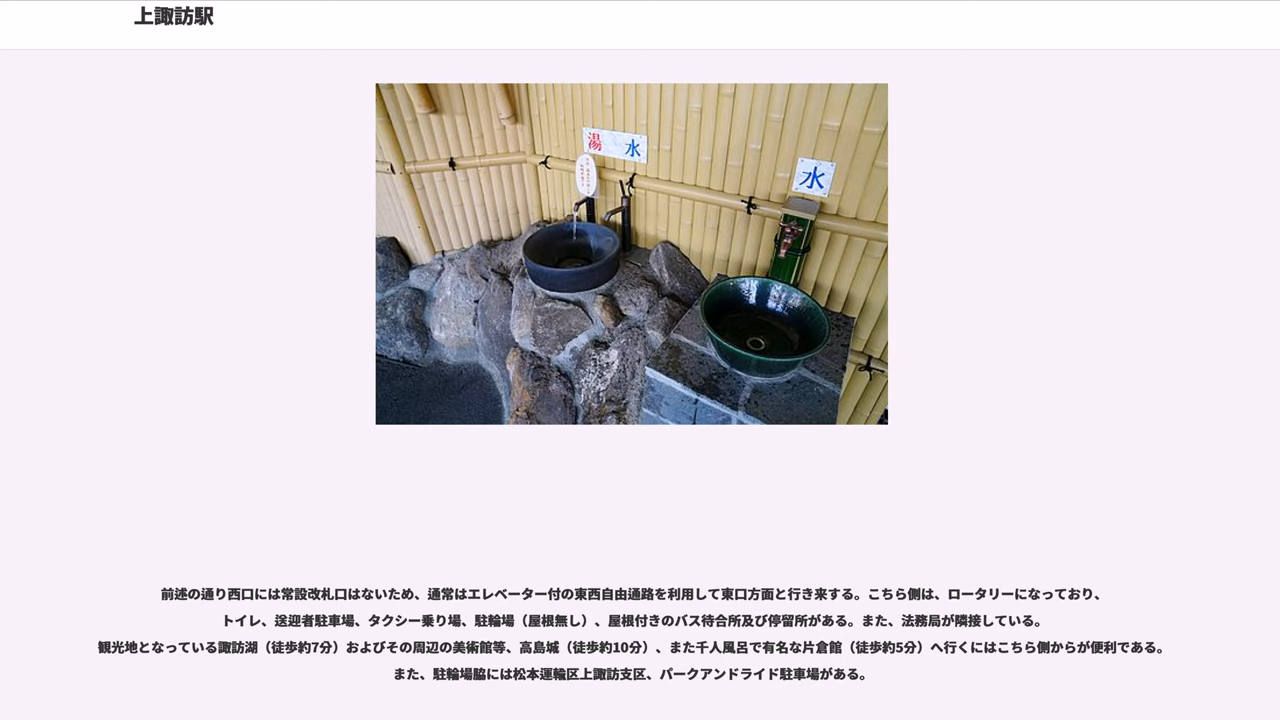 上諏訪駅
湯 水
水
前述の通り西口には常設改札口はないため、通常はエレベーター付の東西自由通路を利用して東口方面と行き来する。こちら側は、ロータリーになっており、
トイレ、送迎者駐車場、タクシー乗り場、駐輪場（屋根無し）、屋根付きのバス待合所及び停留所がある。また、法務局が隣接している。
観光地となっている諏訪湖（徒歩約7分）およびその周辺の美術館等、高島城（徒歩約10分）、また千人風呂で有名な片倉館（徒歩約5分）へ行くにはこちら側からが便利である。
また、駐輪場脇には松本運輪区上諏訪支区、パークアンドライド駐車場がある。